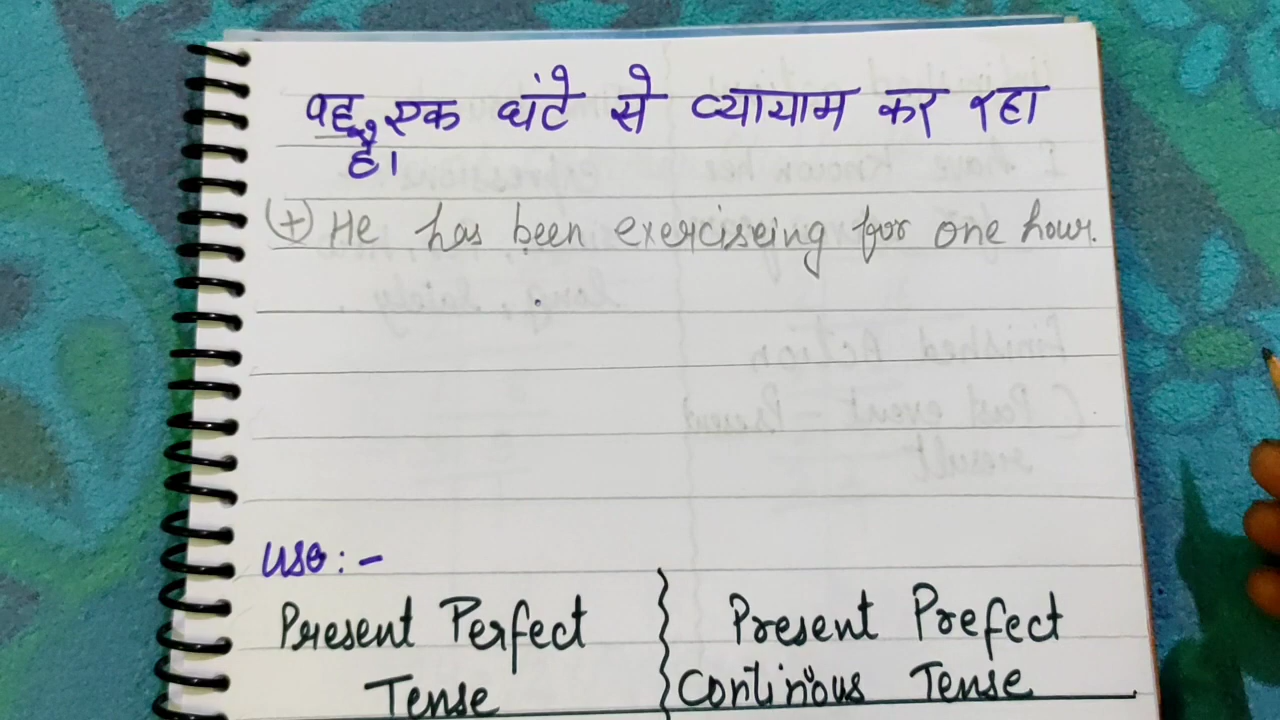 वह एक घंटे से व्यायाम कर रहा
है।
(+) He has been exerciseing for one hour.
use :-
Present Perfect
Tense
Present Prefect
Continous Tense